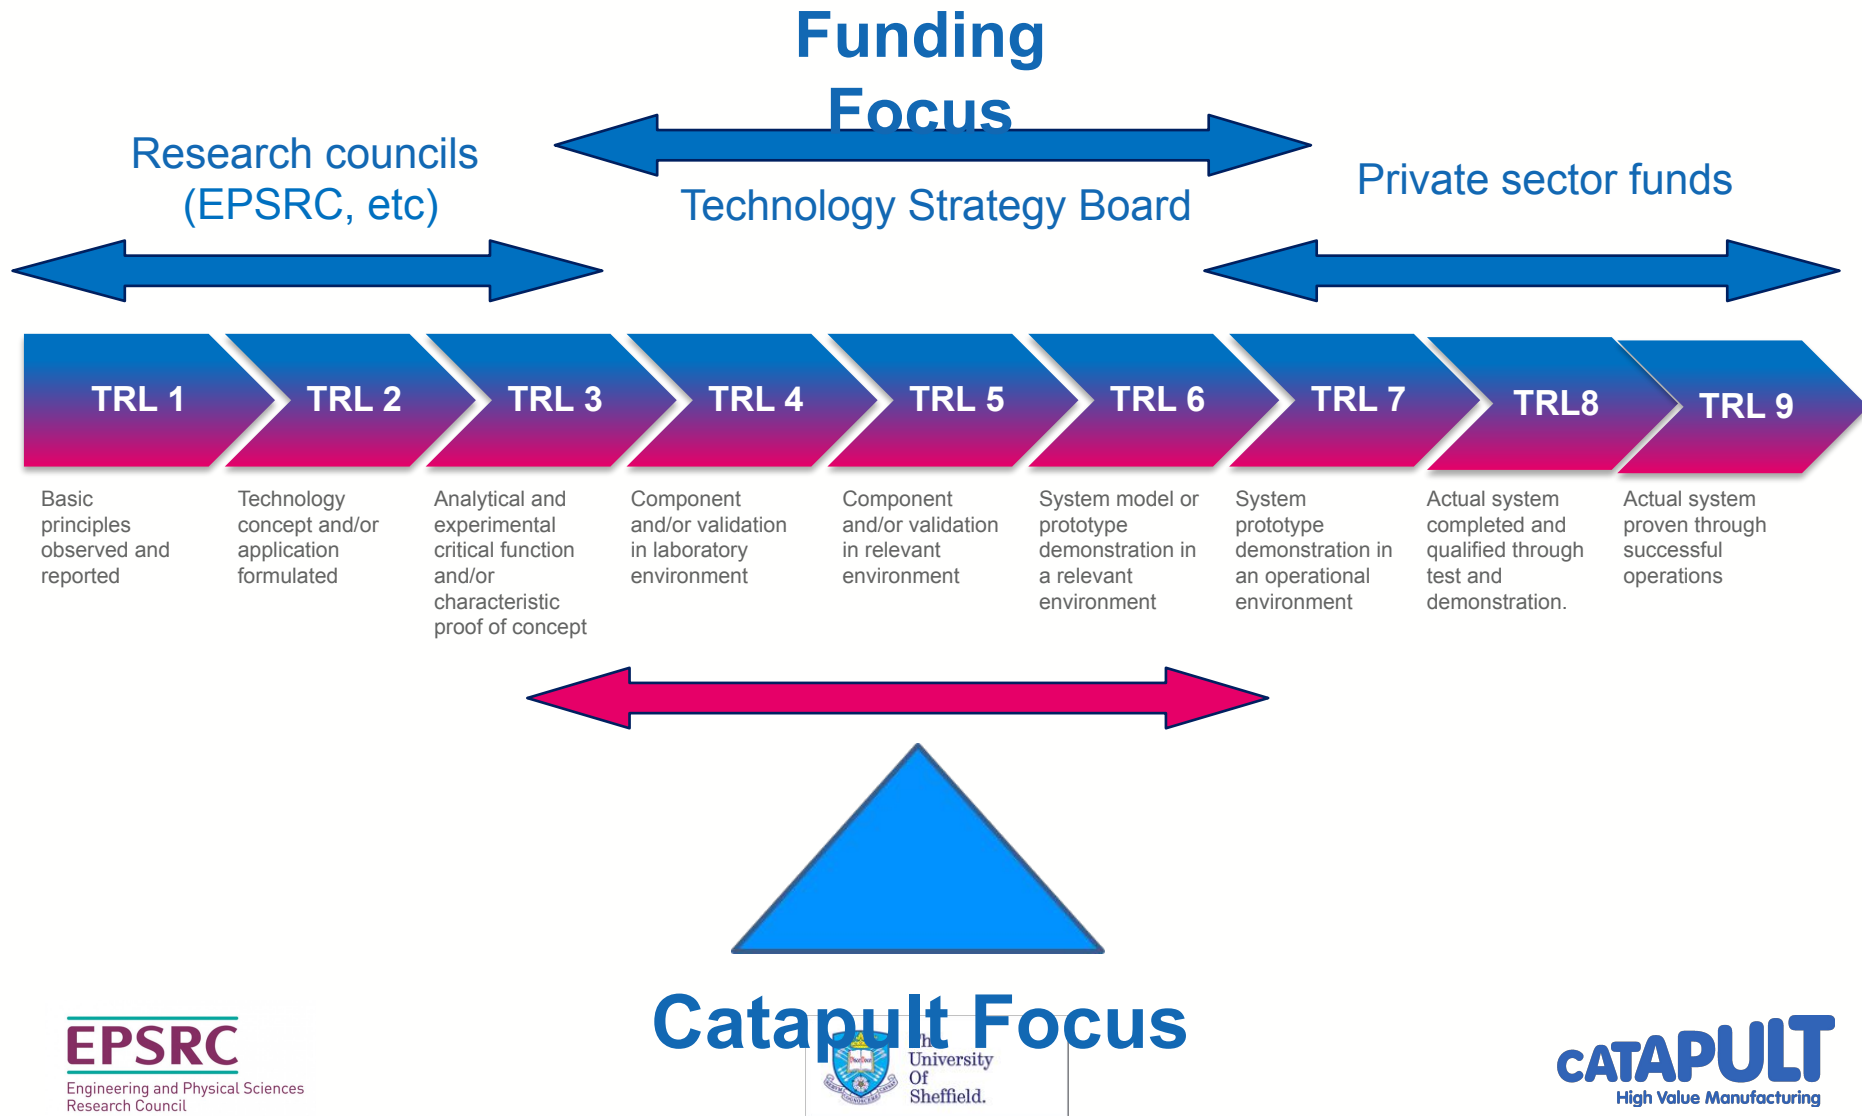 Funding
Focus
Research councils
(EPSRC, etc)
Technology Strategy Board
Private sector funds
TRL 1
TRL 2
TRL 3
TRL 4
TRL 5
TRL 6
TRL 7
TRL8
TRL 9
Basic
principles
observed and
reported
Technology
concept and/or
application
formulated
Analytical and
experimental
critical function
and/or
characteristic
proof of concept
Component
and/or validation
in laboratory
environment
Component
and/or validation
in relevant
environment
System model or
prototype
demonstration in
a relevant
environment
System
prototype
demonstration in
an operational
environment
Actual system
completed and
qualified through
test and
demonstration.
Actual system
proven through
successful
operations
Catapult Focus
EPSRC
Engineering and Physical Sciences
Research Council
The
University
Of
Sheffield.
CATAPULT
High Value Manufacturing